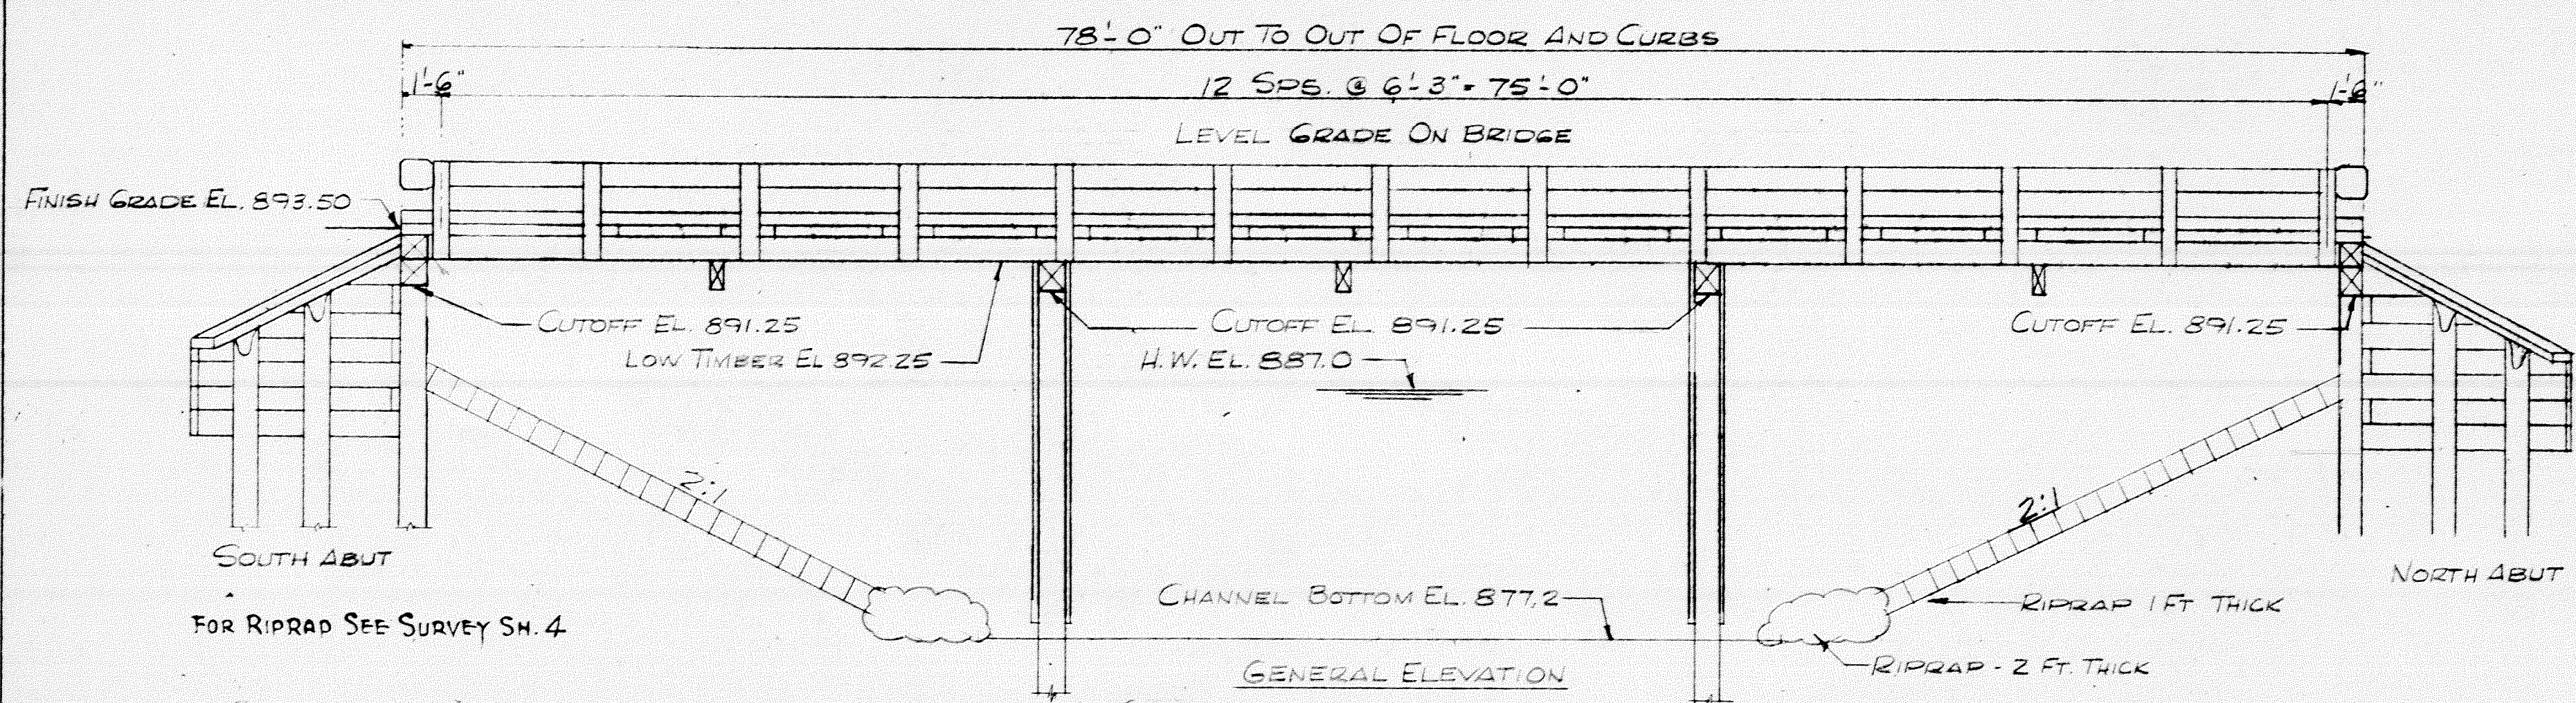 78'-0" OUT TO OUT OF FLOOR AND CURBS
1'-6"
12 SPS. @ 6'-3" = 75'-0"
1'-6"
LEVEL GRADE ON BRIDGE
FINISH GRADE EL. 893.50
CUTOFF EL. 891.25
CUTOFF EL. 891.25
CUTOFF EL. 891.25
LOW TIMBER EL 892.25
H.W. EL. 887.0
2:1
2:1
SOUTH ABUT
NORTH ABUT
CHANNEL BOTTOM EL. 877.2
RIPRAP 1 FT THICK
FOR RIPRAP SEE SURVEY SH. 4
RIPRAP - 2 FT. THICK
GENERAL ELEVATION